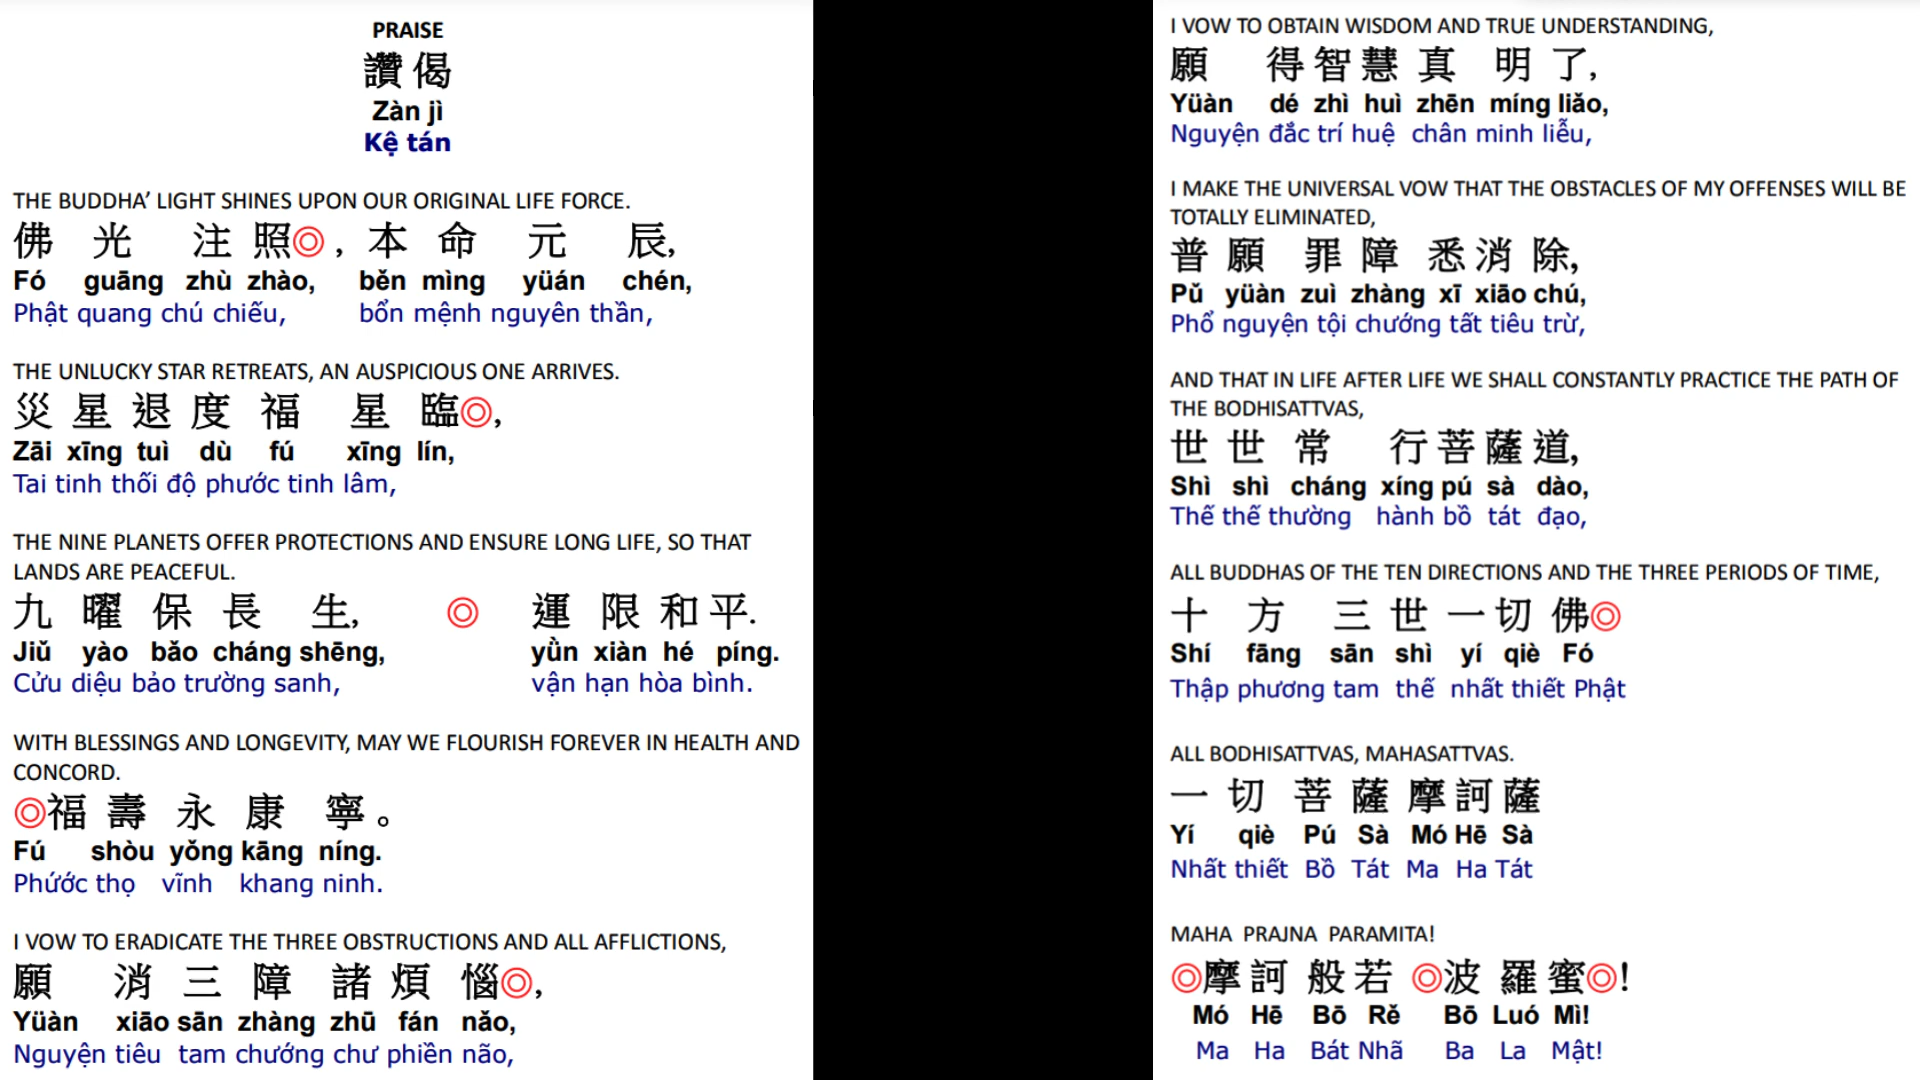 PRAISE
讚偈
Zàn jì
Kệ tán
THE BUDDHA’ LIGHT SHINES UPON OUR ORIGINAL LIFE FORCE.
佛光注照◎,本命元辰,
Fó guāng zhù zhào, běn mìng yüán chén,
Phật quang chú chiếu, bổn mệnh nguyên thần,
THE UNLUCKY STAR RETREATS, AN AUSPICIOUS ONE ARRIVES.
災星退度福星臨◎,
Zāi xīng tuì dù fú xīng lín,
Tai tinh thối độ phước tinh lâm,
THE NINE PLANETS OFFER PROTECTIONS AND ENSURE LONG LIFE, SO THAT
LANDS ARE PEACEFUL.
九曜保長生, ◎ 運限和平.
Jiǔ yào bǎo cháng shēng, yǜn xiàn hé píng.
Cửu diệu bảo trường sanh, vận hạn hòa bình.
WITH BLESSINGS AND LONGEVITY, MAY WE FLOURISH FOREVER IN HEALTH AND
CONCORD.
◎福壽永康寧。
Fú shòu yǒng kāng níng.
Phứớc thọ vĩnh khang ninh.
I VOW TO ERADICATE THE THREE OBSTRUCTIONS AND ALL AFFLICTIONS,
願消三障諸煩惱◎,
Yüàn xiāo sān zhàng zhū fán nǎo,
Nguyện tiêu tam chướng chư phiền não,
I VOW TO OBTAIN WISDOM AND TRUE UNDERSTANDING,
願得智慧真明了,
Yüàn dé zhì huì zhēn míng liǎo,
Nguyện đắc trí huệ chân minh liễu,
I MAKE THE UNIVERSAL VOW THAT THE OBSTACLES OF MY OFFENSES WILL BE
TOTALLY ELIMINATED,
普願罪障悉消除,
Pǔ yüàn zuì zhàng xī xiāo chú,
Phổ nguyện tội chướng tất tiêu trừ,
AND THAT IN LIFE AFTER LIFE WE SHALL CONSTANTLY PRACTICE THE PATH OF
THE BODHISATTVAS,
世世常行菩薩道,
Shì shì cháng xíng pú sà dào,
Thế thế thường hành bồ tát đạo,
ALL BUDDHAS OF THE TEN DIRECTIONS AND THE THREE PERIODS OF TIME,
十方三世一切佛◎
Shí fāng sān shì yí qiè Fó
Thập phương tam thế nhất thiết Phật
ALL BODHISATTVAS, MAHASATTVAS.
一切菩薩摩訶薩
Yí qiè Pú Sà Mó Hē Sà
Nhất thiết Bồ Tát Ma Ha Tát
MAHA PRAJNA PARAMITA!
◎摩訶般若◎波羅蜜◎!
Mó Hē Bō Rě Bō Luó Mì!
Ma Ha Bát Nhã Ba La Mật!